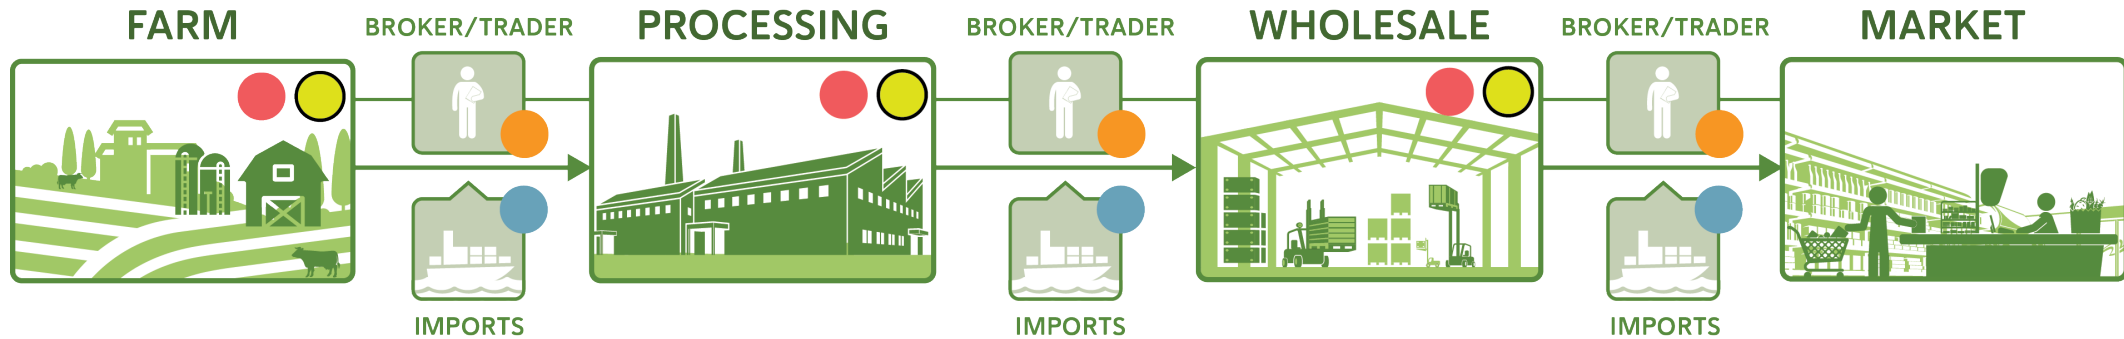 FARM
BROKER/TRADER
PROCESSING
BROKER/TRADER
WHOLESALE
BROKER/TRADER
MARKET
IMPORTS
IMPORTS
IMPORTS